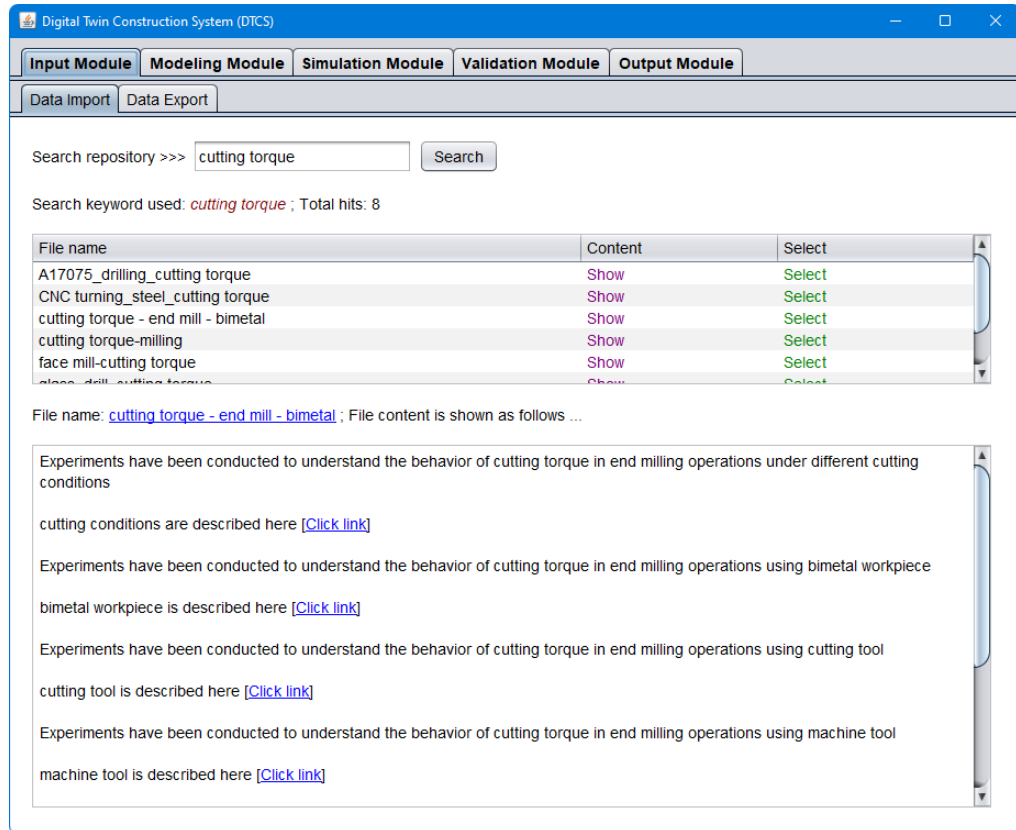 Digital Twin Construction System (DTCS)
Input Module Modeling Module Simulation Module Validation Module Output Module
Data Import Data Export
Search repository >>> cutting torque Search
Search keyword used: cutting torque ; Total hits: 8
File name Content Select
A17075_drilling_cutting torque Show Select
CNC turning_steel_cutting torque Show Select
cutting torque - end mill - bimetal Show Select
cutting torque-milling Show Select
face mill-cutting torque Show Select
glass_drill_cutting torque Show Select
File name: cutting torque - end mill - bimetal ; File content is shown as follows ...
Experiments have been conducted to understand the behavior of cutting torque in end milling operations under different cutting
conditions
cutting conditions are described here [Click link]
Experiments have been conducted to understand the behavior of cutting torque in end milling operations using bimetal workpiece
bimetal workpiece is described here [Click link]
Experiments have been conducted to understand the behavior of cutting torque in end milling operations using cutting tool
cutting tool is described here [Click link]
Experiments have been conducted to understand the behavior of cutting torque in end milling operations using machine tool
machine tool is described here [Click link]